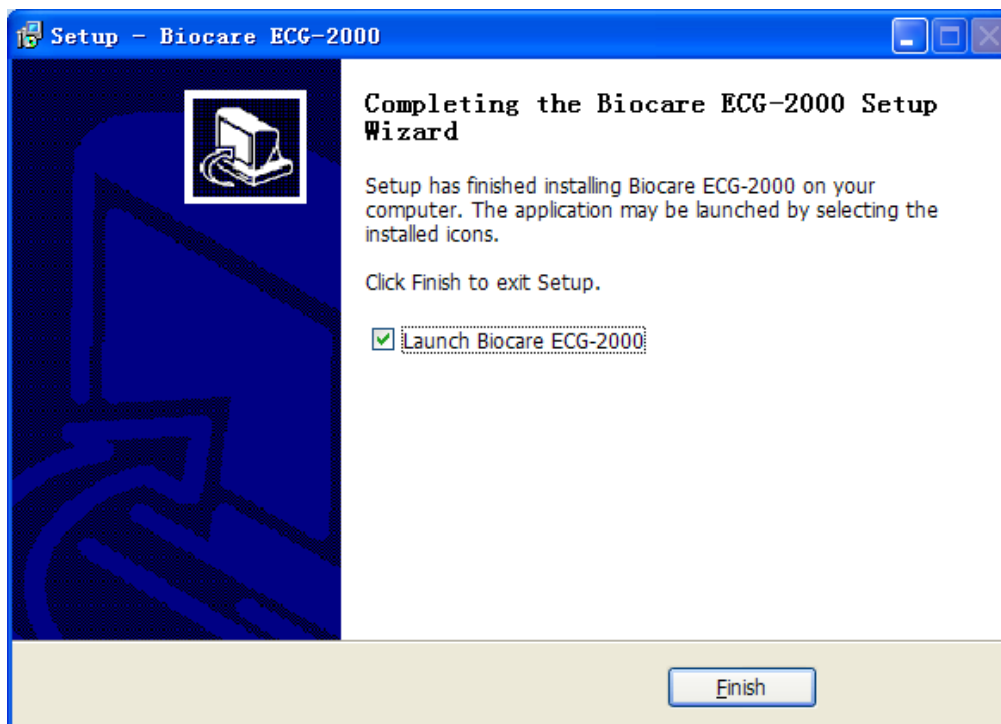 Setup - Biocare ECG-2000
Completing the Biocare ECG-2000 Setup
Wizard
Setup has finished installing Biocare ECG-2000 on your
computer. The application may be launched by selecting the
installed icons.
Click Finish to exit Setup.
Launch Biocare ECG-2000
Finish